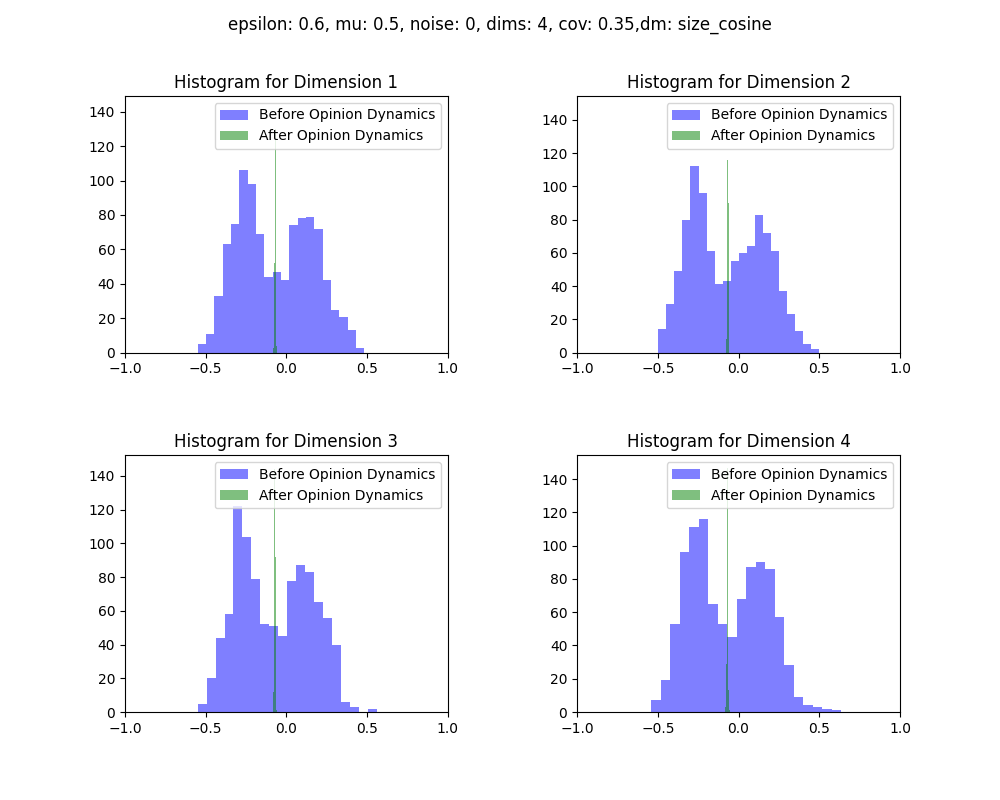 epsilon: 0.6, mu: 0.5, noise: 0, dims: 4, cov: 0.35,dm: size_cosine
Histogram for Dimension 1
Before Opinion Dynamics
After Opinion Dynamics
140
120
100
80
60
40
20
0
−1.0 −0.5 0.0 0.5 1.0
Histogram for Dimension 2
Before Opinion Dynamics
After Opinion Dynamics
140
120
100
80
60
40
20
0
−1.0 −0.5 0.0 0.5 1.0
Histogram for Dimension 3
Before Opinion Dynamics
After Opinion Dynamics
140
120
100
80
60
40
20
0
−1.0 −0.5 0.0 0.5 1.0
Histogram for Dimension 4
Before Opinion Dynamics
After Opinion Dynamics
140
120
100
80
60
40
20
0
−1.0 −0.5 0.0 0.5 1.0